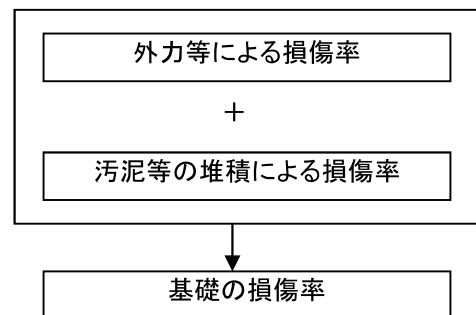 外力等による損傷率
＋
汚泥等の堆積による損傷率
基礎の損傷率